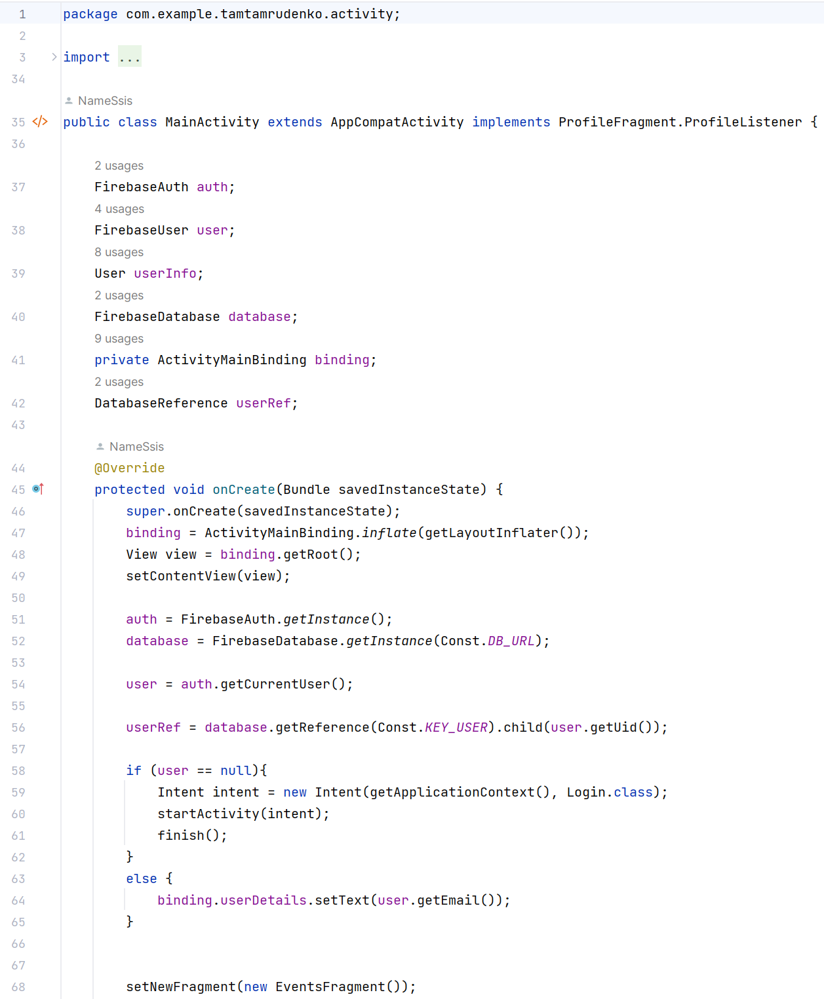 1 package com.example.tamtamrudenko.activity;
2
3 import ...
34
NameSsis
35 public class MainActivity extends AppCompatActivity implements ProfileFragment.ProfileListener {
36
2 usages
37 FirebaseAuth auth;
4 usages
38 FirebaseUser user;
8 usages
39 User userInfo;
2 usages
40 FirebaseDatabase database;
9 usages
41 private ActivityMainBinding binding;
2 usages
42 DatabaseReference userRef;
43
NameSsis
44 @Override
45 protected void onCreate(Bundle savedInstanceState) {
46 super.onCreate(savedInstanceState);
47 binding = ActivityMainBinding.inflate(getLayoutInflater());
48 View view = binding.getRoot();
49 setContentView(view);
50
51 auth = FirebaseAuth.getInstance();
52 database = FirebaseDatabase.getInstance(Const.DB_URL);
53
54 user = auth.getCurrentUser();
55
56 userRef = database.getReference(Const.KEY_USER).child(user.getUid());
57
58 if (user == null){
59 Intent intent = new Intent(getApplicationContext(), Login.class);
60 startActivity(intent);
61 finish();
62 }
63 else {
64 binding.userDetails.setText(user.getEmail());
65 }
66
67
68 setNewFragment(new EventsFragment());